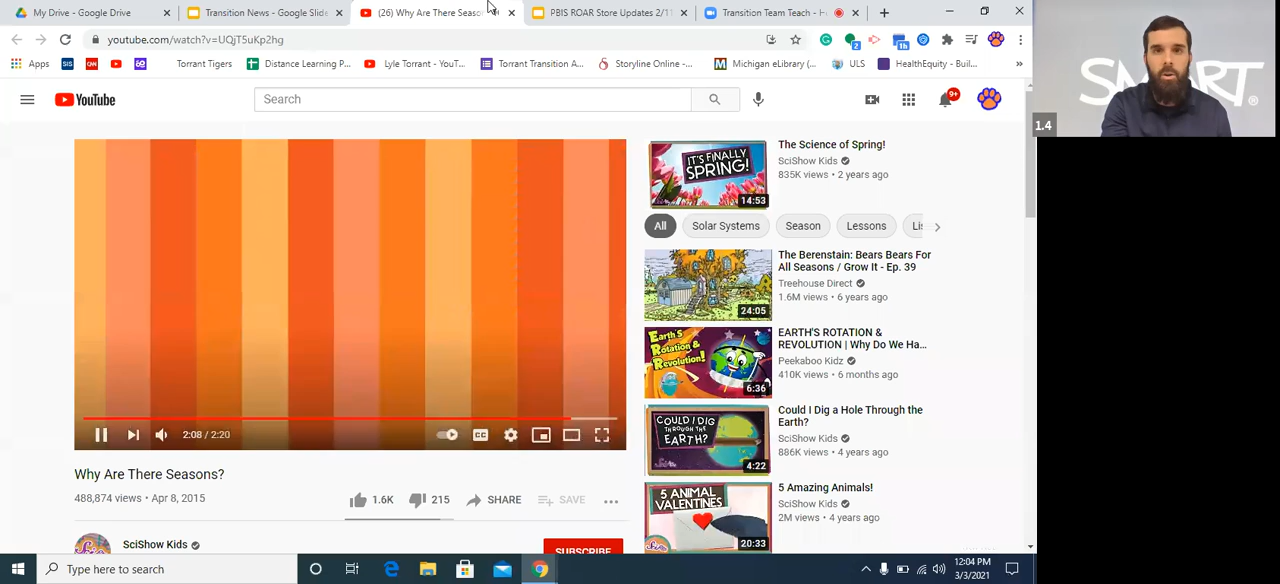 My Drive - Google Drive
Transition News - Google Slide
(26) Why Are There Seaso
PBIS ROAR Store Updates 2/1
Transition Team Teach - H
youtube.com/watch?v=UQjT5uKp2hg
2
1h
Apps
SIS
Torrant Tigers
Distance Learning P...
Lyle Torrant - YouT...
Torrent Transition A...
Storyline Online -...
Michigan eLibrary (...
ULS
HealthEquity - Buil...
»
YouTube
Search
9+
SMART
1.4
IT'S FINALLY SPRING!
14:53
The Science of Spring!
SciShow Kids
835K views • 2 years ago
All
Solar Systems
Season
Lessons
24:05
The Berenstain: Bears Bears For
All Seasons / Grow It - Ep. 39
Treehouse Direct
1.6M views • 6 years ago
Earth's Rotation & Revolution!
6:36
EARTH'S ROTATION &
REVOLUTION | Why Do We Ha...
Peekaboo Kidz
410K views • 6 months ago
COULD I DIG THROUGH THE EARTH?
4:22
Could I Dig a Hole Through the
Earth?
SciShow Kids
886K views • 4 years ago
5 ANIMAL VALENTINES
20:33
5 Amazing Animals!
SciShow Kids
2M views • 4 years ago
2:08 / 2:20
CC
Why Are There Seasons?
488,874 views • Apr 8, 2015
1.6K
215
SHARE
SAVE
SciShow Kids
SUBSCRIBE
Type here to search
12:04 PM
3/3/2021